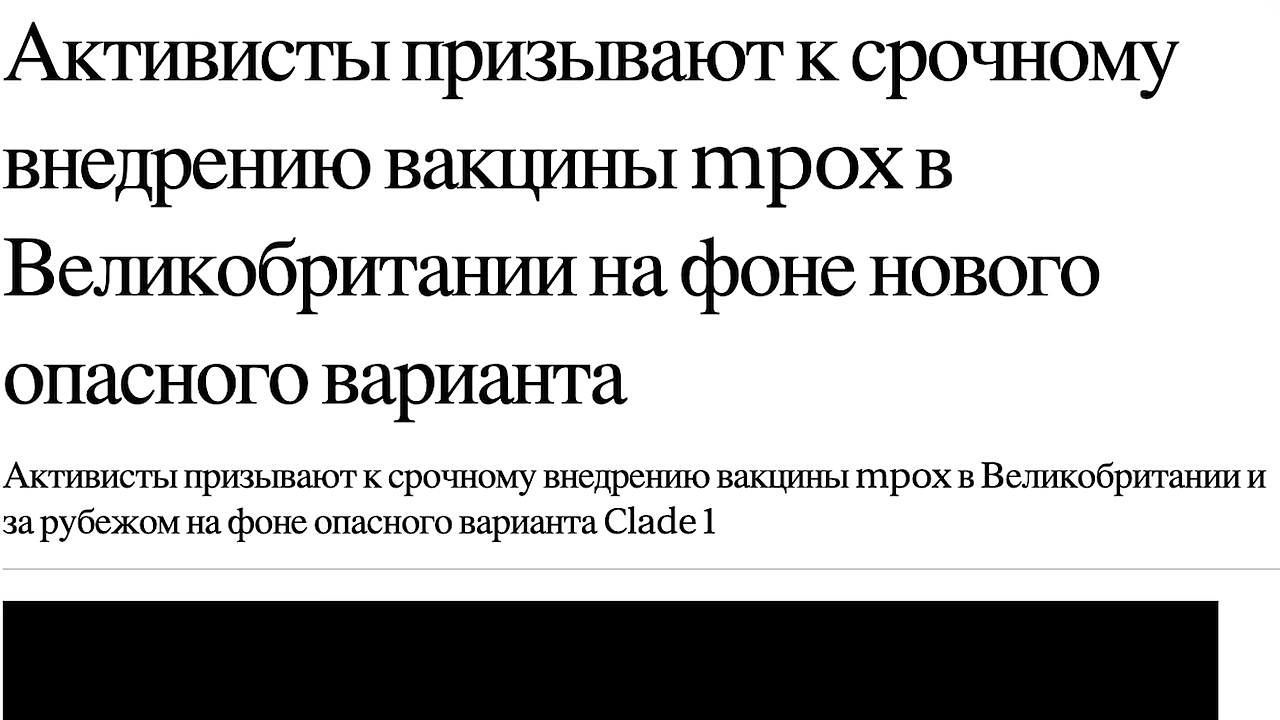 Активисты призывают к срочному
внедрению вакцины mpox в
Великобритании на фоне нового
опасного варианта
Активисты призывают к срочному внедрению вакцины mpox в Великобритании и
за рубежом на фоне опасного варианта Clade 1